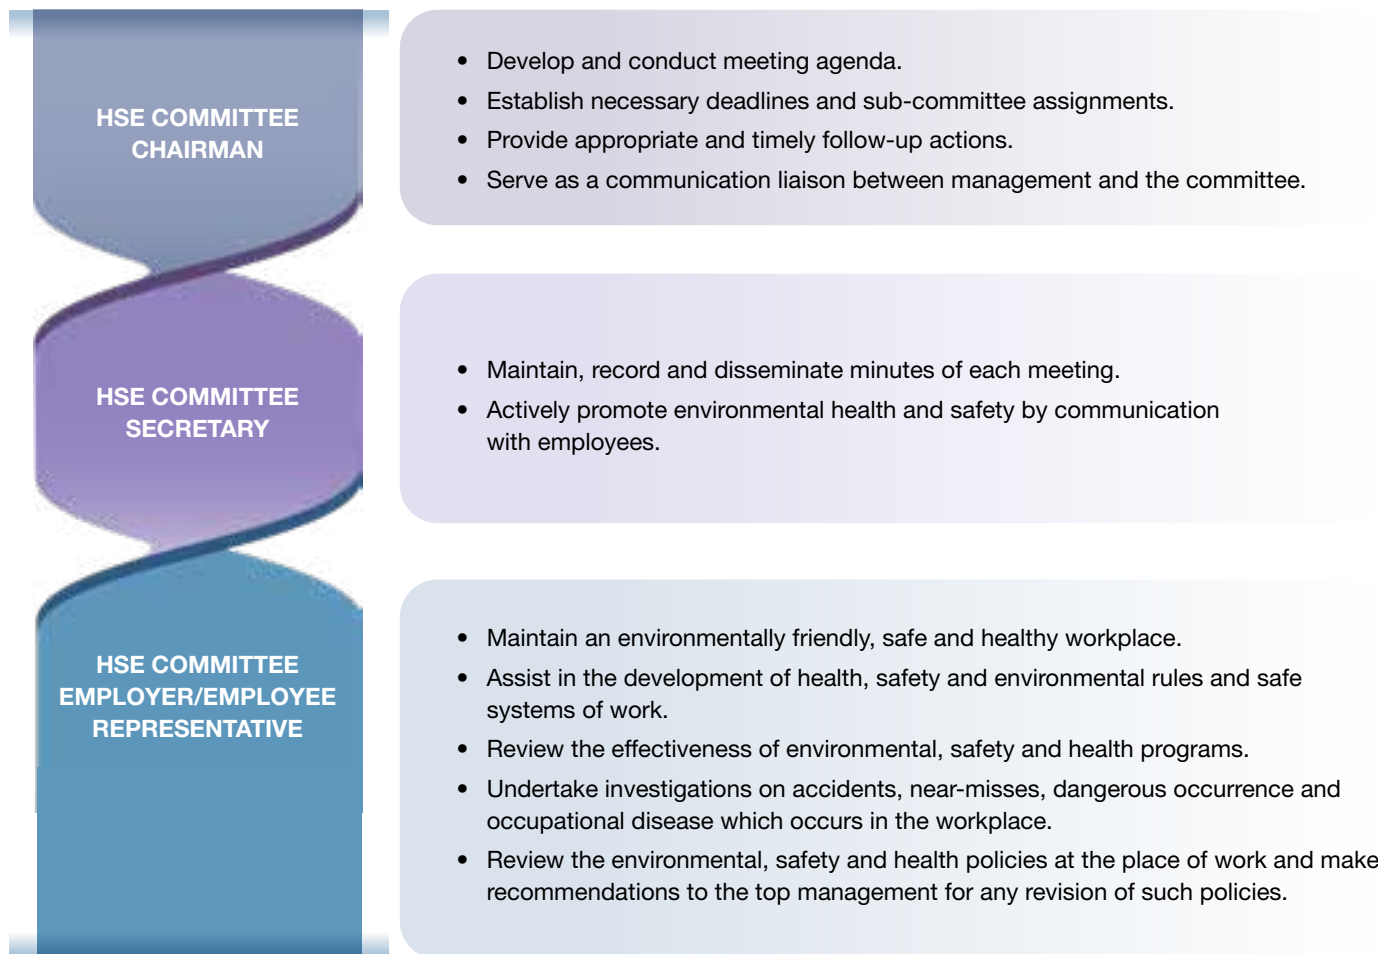 HSE COMMITTEE
CHAIRMAN
• Develop and conduct meeting agenda.
• Establish necessary deadlines and sub-committee assignments.
• Provide appropriate and timely follow-up actions.
• Serve as a communication liaison between management and the committee.
HSE COMMITTEE
SECRETARY
• Maintain, record and disseminate minutes of each meeting.
• Actively promote environmental health and safety by communication
with employees.
HSE COMMITTEE
EMPLOYER/EMPLOYEE
REPRESENTATIVE
• Maintain an environmentally friendly, safe and healthy workplace.
• Assist in the development of health, safety and environmental rules and safe
systems of work.
• Review the effectiveness of environmental, safety and health programs.
• Undertake investigations on accidents, near-misses, dangerous occurrence and
occupational disease which occurs in the workplace.
• Review the environmental, safety and health policies at the place of work and make
recommendations to the top management for any revision of such policies.